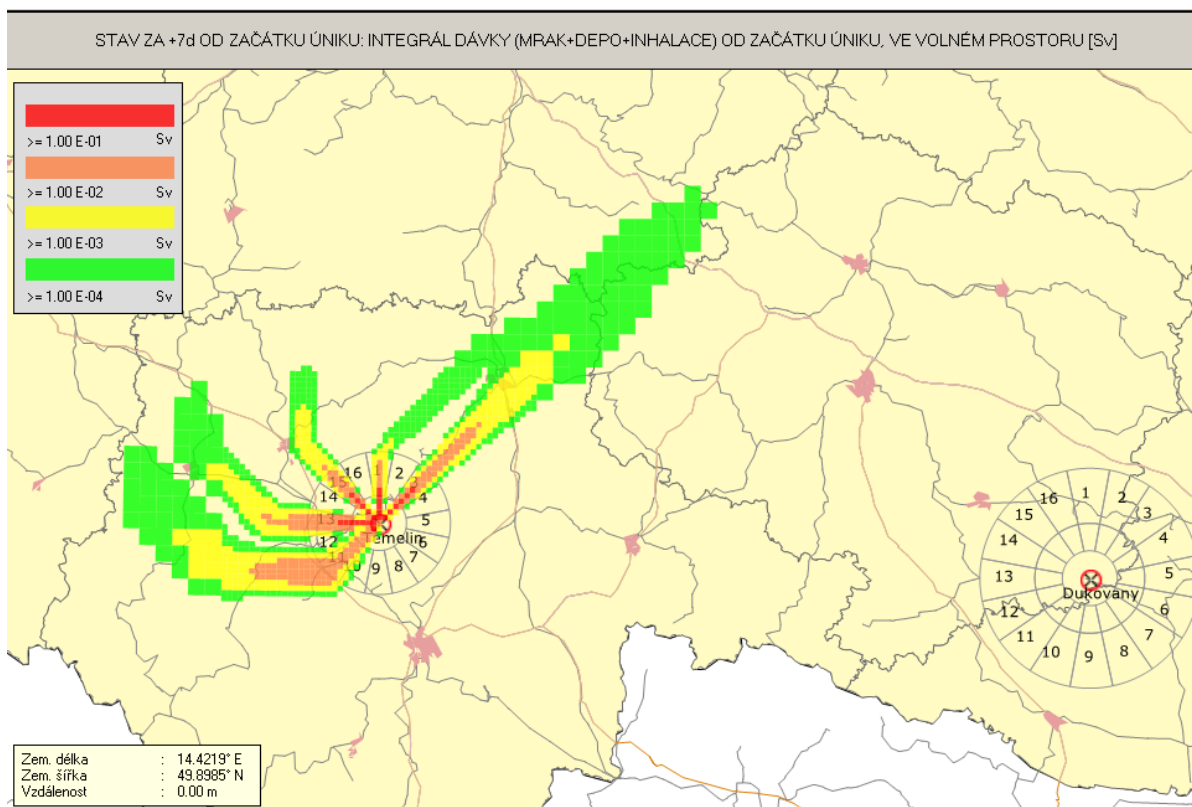 STAV ZA +7d OD ZAČÁTKU ÚNIKU: INTEGRÁL DÁVKY (MRAK+DEPO+INHALACE) OD ZAČÁTKU ÚNIKU, VE VOLNÉM PROSTORU [Sv]
>= 1.00 E-01 Sv
>= 1.00 E-02 Sv
>= 1.00 E-03 Sv
>= 1.00 E-04 Sv
16 1 2
15 3
14 4
13 5
12 6
Temelin
11 7
9 8
16 1 2
15 3
14 4
13 5
Dukovany
12 6
11 7
10 9 8
Zem. délka : 14.4219° E
Zem. šířka : 49.8985° N
Vzdálenost : 0.00 m